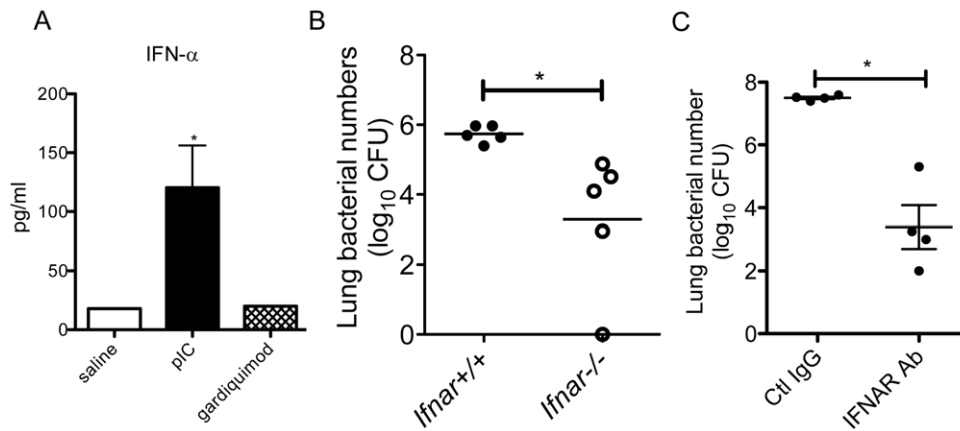 A
IFN-α
200
150
100
50
0
pg/ml
*
saline
pIC
gardiquimod
B
8
6
4
2
0
Lung bacterial numbers
(log10 CFU)
*
Ifnar+/+
Ifnar-/-
C
8
6
4
2
0
Lung bacterial number
(log10 CFU)
*
Ctl IgG
IFNAR Ab